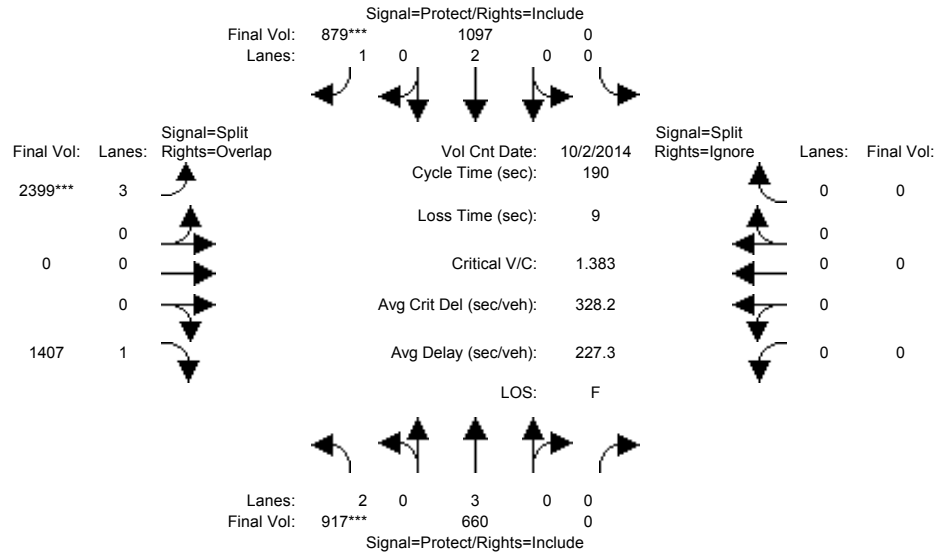 Signal=Protect/Rights=Include
Final Vol: 879*** 1097 0
Lanes: 1 0 2 0 0
Signal=Split Signal=Split
Final Vol: Lanes: Rights=Overlap Vol Cnt Date: 10/2/2014 Rights=Ignore Lanes: Final Vol:
Cycle Time (sec): 190
2399*** 3 0 0
Loss Time (sec): 9
0 0
0 0 Critical V/C: 1.383 0 0
0 Avg Crit Del (sec/veh): 328.2 0
1407 1 Avg Delay (sec/veh): 227.3 0 0
LOS: F
Lanes: 2 0 3 0 0
Final Vol: 917*** 660 0
Signal=Protect/Rights=Include